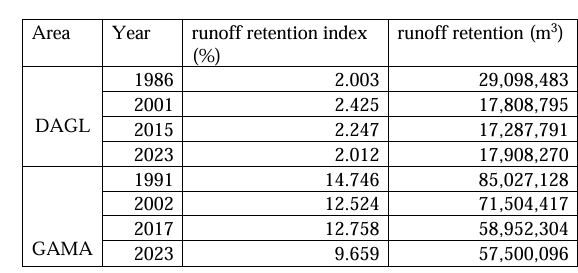 Area Year runoff retention index (%) runoff retention (m³)
DAGL 1986 2.003 29,098,483
2001 2.425 17,808,795
2015 2.247 17,287,791
2023 2.012 17,908,270
GAMA 1991 14.746 85,027,128
2002 12.524 71,504,417
2017 12.758 58,952,304
2023 9.659 57,500,096